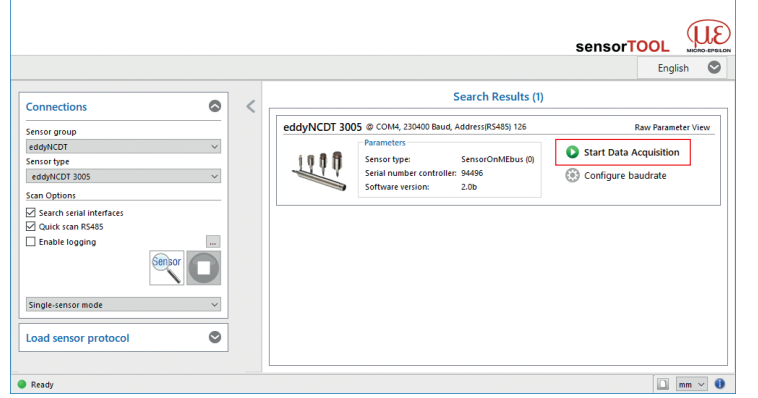 sensorTOOL
με
MICRO-EPSILON
English
Connections
Sensor group
eddyNCDT
Sensor type
eddyNCDT 3005
Scan Options
Search serial interfaces
Quick scan RS485
Enable logging
...
Sensor
Single-sensor mode
Load sensor protocol
Search Results (1)
eddyNCDT 3005 @ COM4, 230400 Baud, Address(RS485) 126
Raw Parameter View
Parameters
Sensor type: SensorOnMEbus (0)
Serial number controller: 94496
Software version: 2.0b
Start Data Acquisition
Configure baudrate
Ready
mm